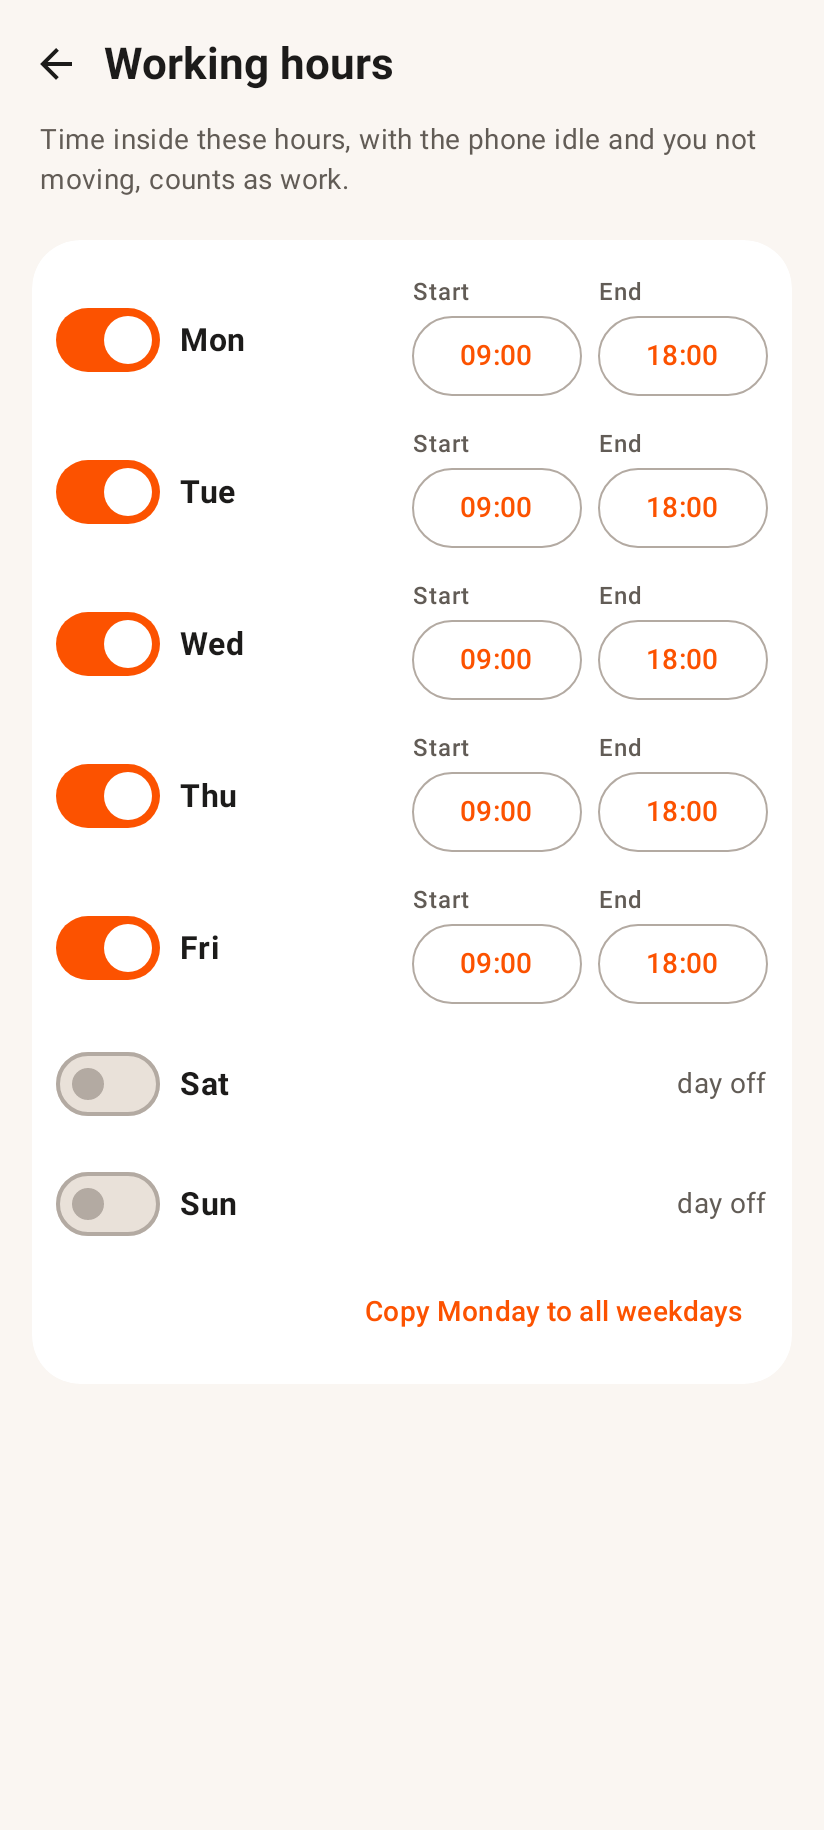 Working hours
Time inside these hours, with the phone idle and you not
moving, counts as work.
Start End
Mon 09:00 18:00
Start End
Tue 09:00 18:00
Start End
Wed 09:00 18:00
Start End
Thu 09:00 18:00
Start End
Fri 09:00 18:00
Sat day off
Sun day off
Copy Monday to all weekdays